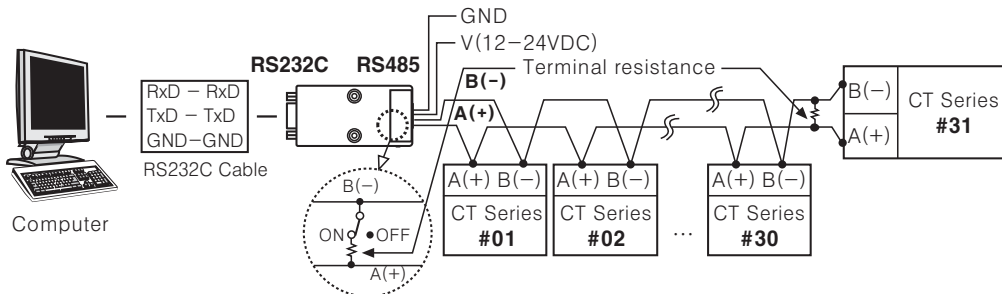 GND
V(12-24VDC)
RS232C RS485
B(-)
Terminal resistance
A(+)
RxD - RxD
TxD - TxD
GND-GND
RS232C Cable
Computer
B(-)
ON OFF
A(+)
A(+) B(-)
CT Series
#01
A(+) B(-)
CT Series
#02
...
A(+) B(-)
CT Series
#30
B(-)
A(+)
CT Series
#31